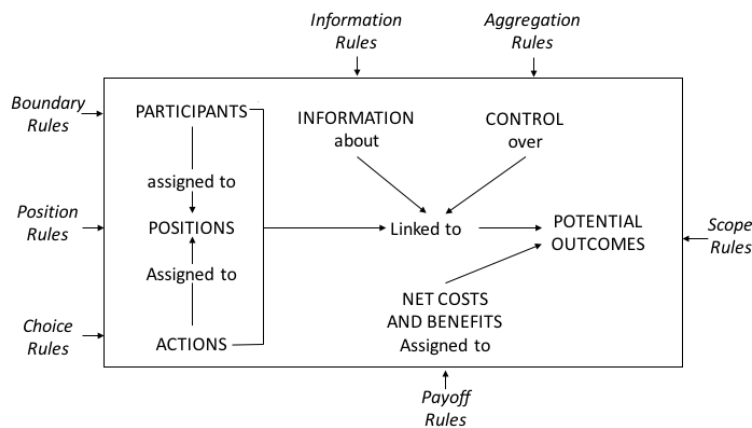 Information
Rules
Aggregation
Rules
Boundary
Rules
PARTICIPANTS
INFORMATION
about
CONTROL
over
assigned to
Position
Rules
POSITIONS
Linked to
POTENTIAL
OUTCOMES
Scope
Rules
Assigned to
NET COSTS
AND BENEFITS
Assigned to
Choice
Rules
ACTIONS
Payoff
Rules